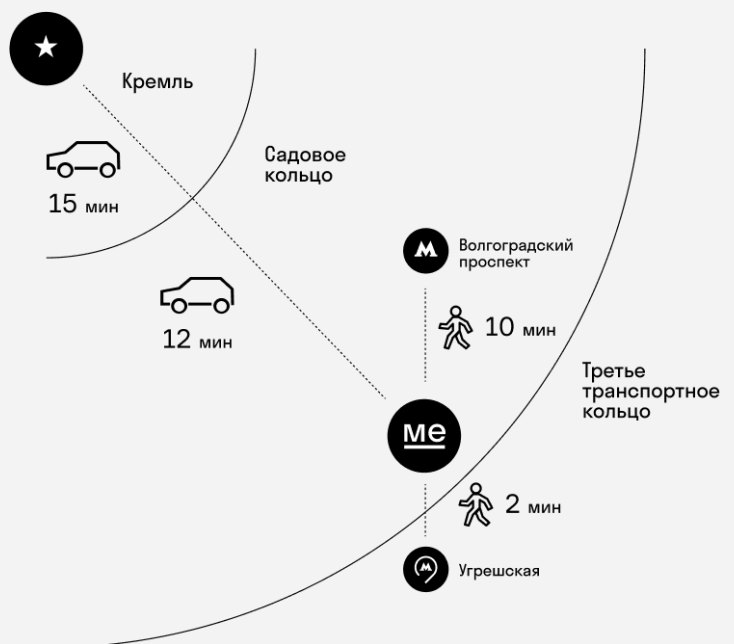 Кремль
Садовое
кольцо
15 мин
М Волгоградский
проспект
12 мин
10 мин
Третье
транспортное
кольцо
ме
2 мин
М Угрешская